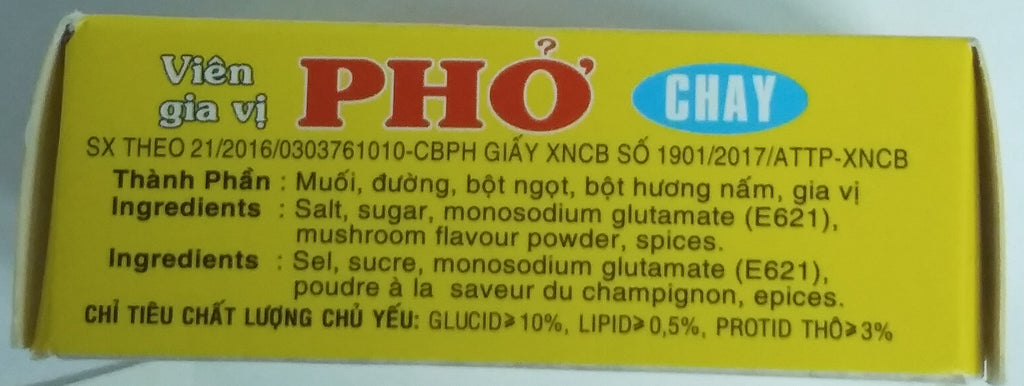 Viên
gia vị
PHỞ
CHAY
SX THEO 21/2016/0303761010-CBPH GIẤY XNCB SỐ 1901/2017/ATTP-XNCB
Thành Phần : Muối, đường, bột ngọt, bột hương nấm, gia vị
Ingredients : Salt, sugar, monosodium glutamate (E621),
mushroom flavour powder, spices.
Ingredients : Sel, sucre, monosodium glutamate (E621),
poudre à la saveur du champignon, epices.
CHỈ TIÊU CHẤT LƯỢNG CHỦ YẾU: GLUCID≥10%, LIPID≥0,5%, PROTID THÔ≥3%